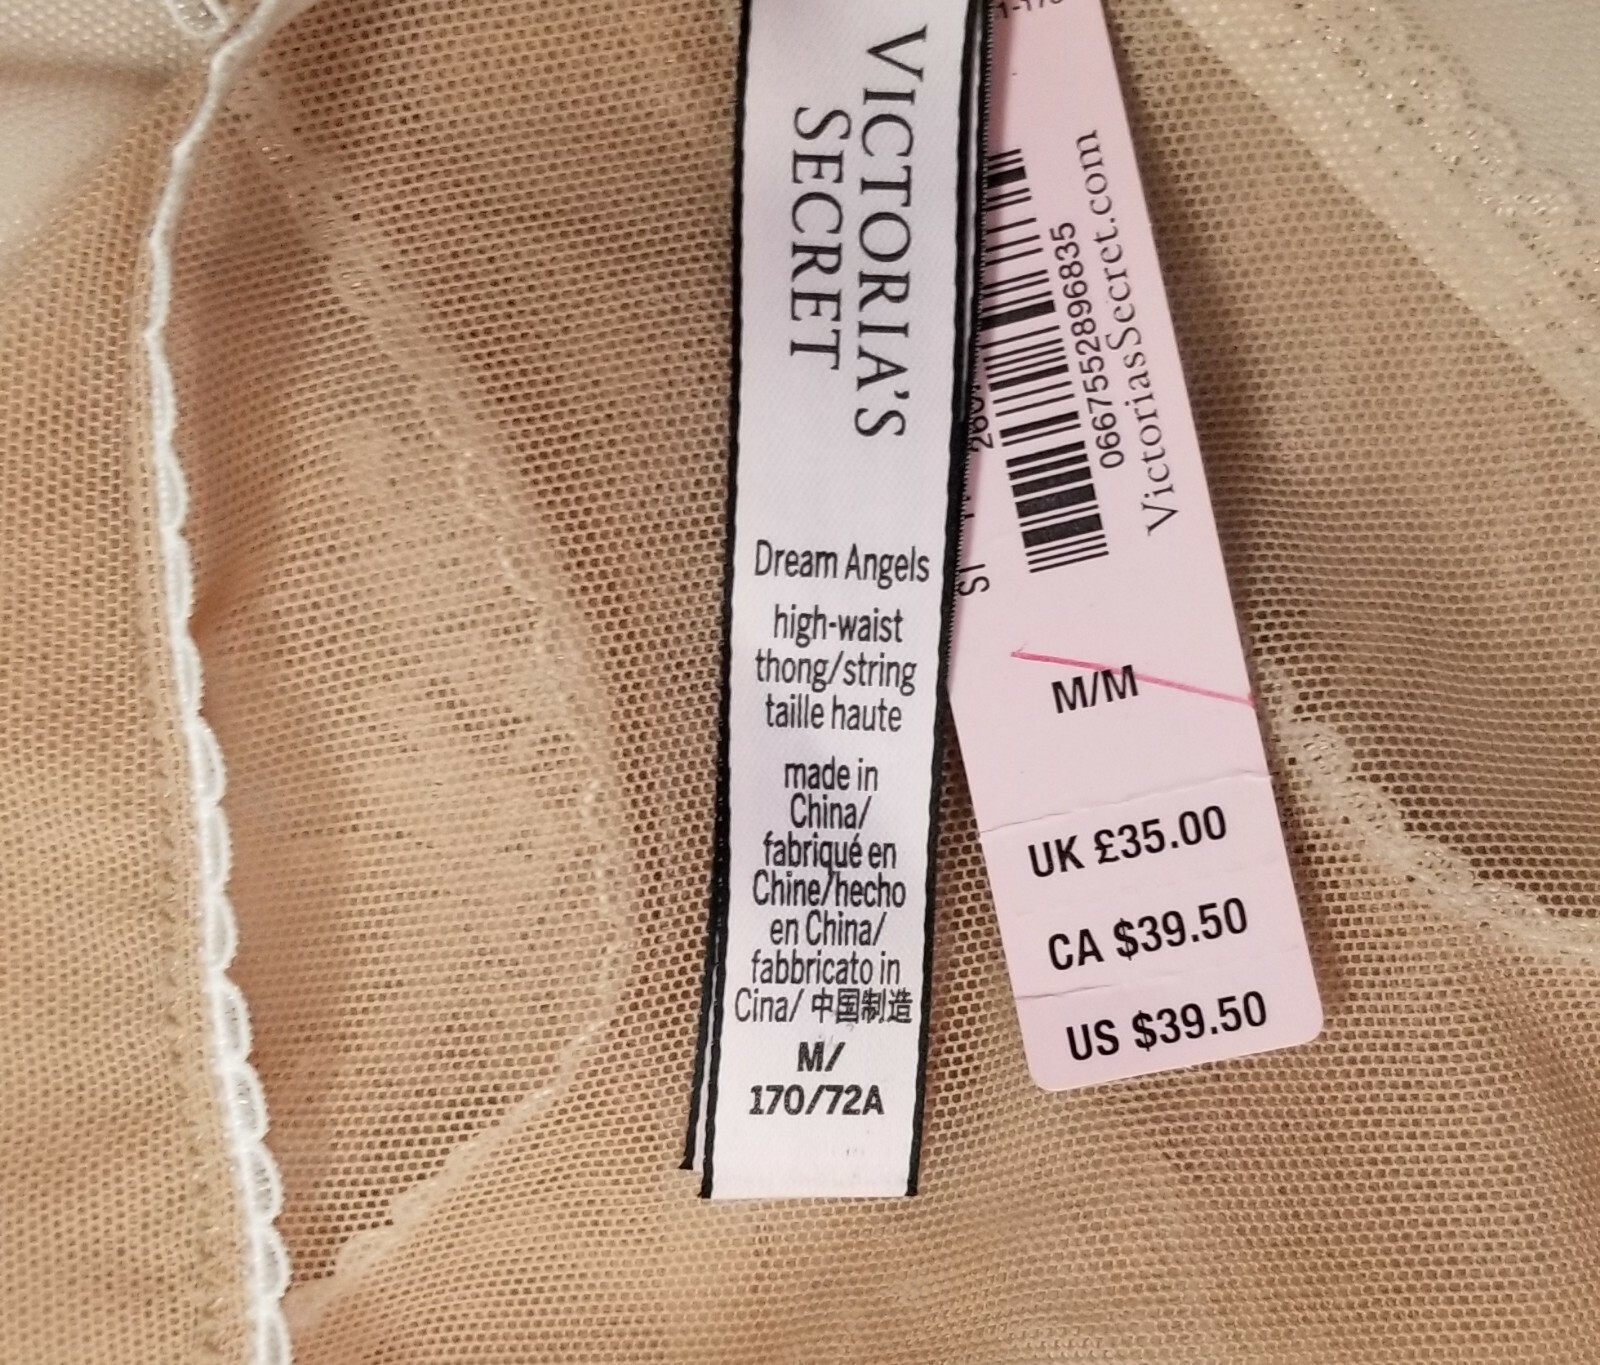 VICTORIA'S
SECRET
Dream Angels
high-waist
thong/string
taille haute
made in
China/
fabriqué en
Chine/hecho
en China/
fabbricato in
Cina/ 中国制造
M/
170/72A
0667552896835
VictoriasSecret.com
ST
M/M
UK £35.00
CA $39.50
US $39.50